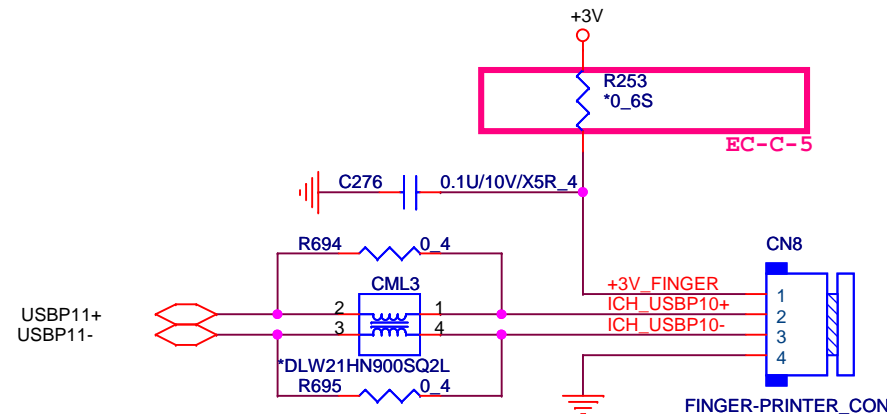 +3V
R253
*0_6S
EC-C-5
C276 0.1U/10V/X5R_4
R694 0_4
CN8
CML3
+3V_FINGER 1
USBP11+ 2 1 ICH_USBP10+ 2
USBP11- 3 4 ICH_USBP10- 3
4
*DLW21HN900SQ2L
R695 0_4
FINGER-PRINTER_CON